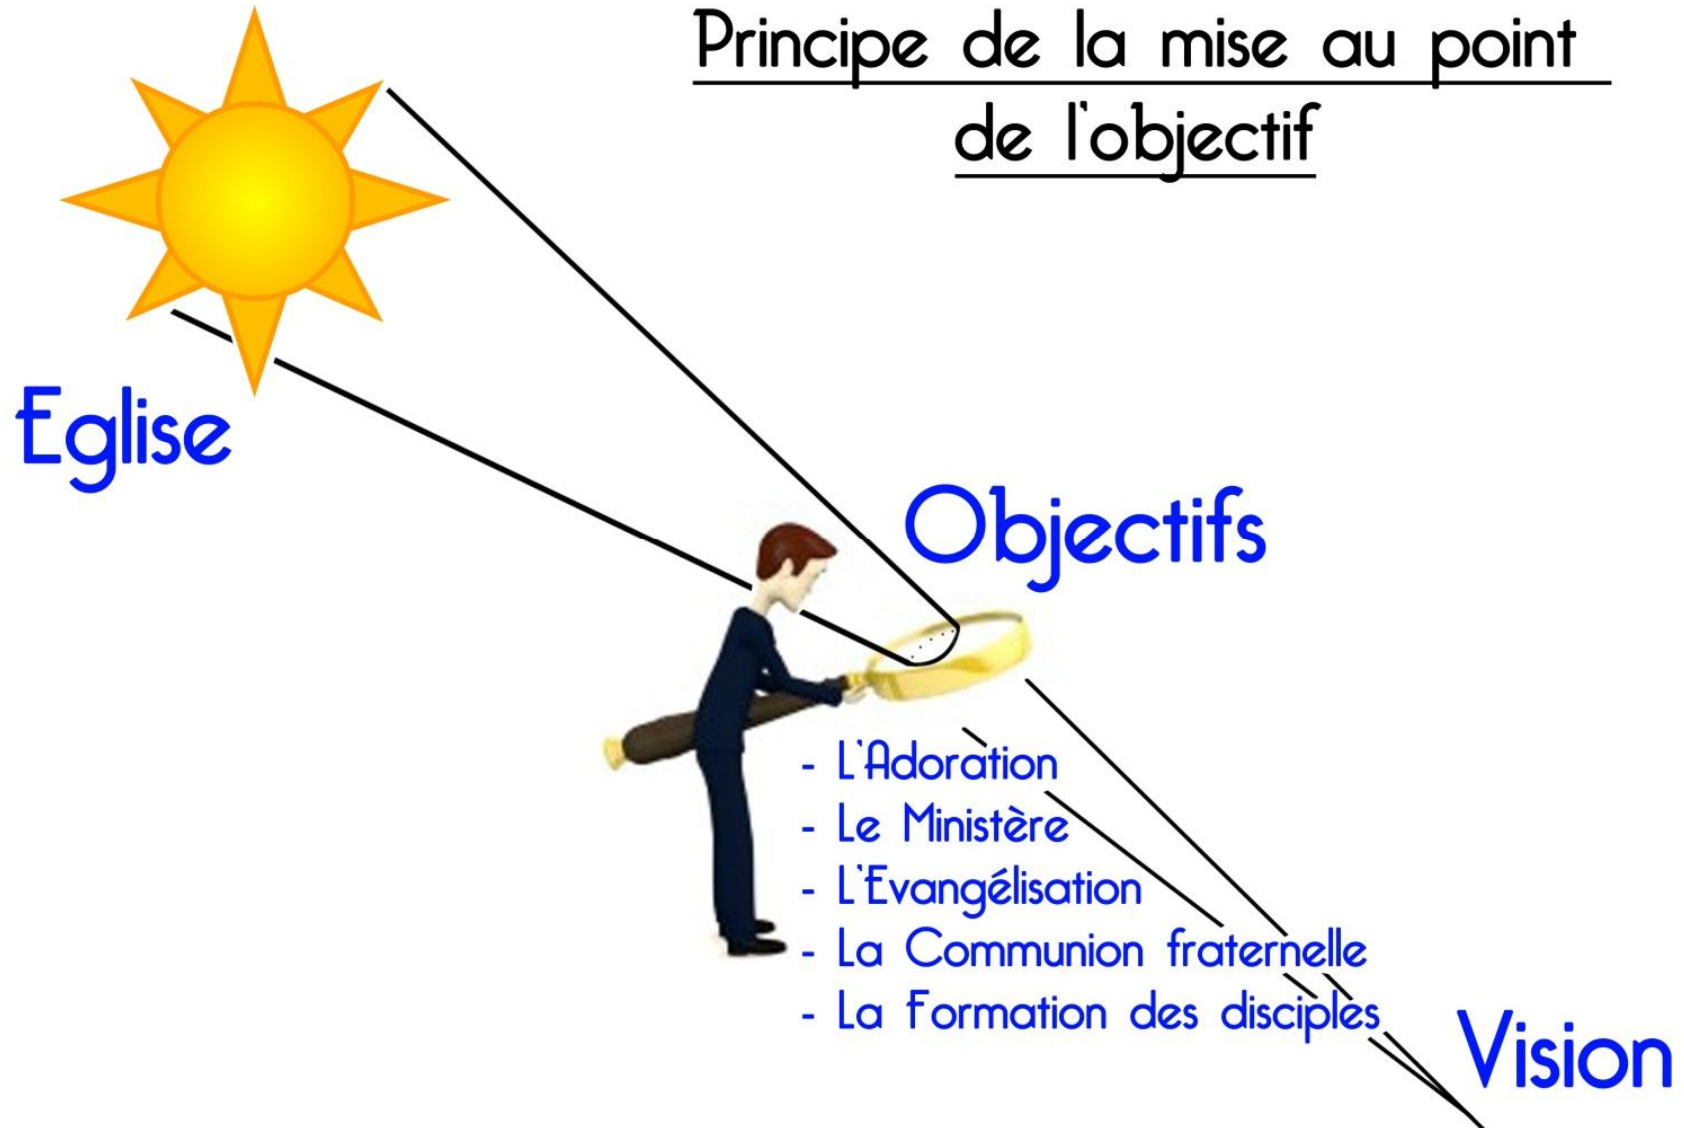 Principe de la mise au point
de l'objectif
Eglise
Objectifs
- L'Adoration
- Le Ministère
- L'Evangélisation
- La Communion fraternelle
- La Formation des disciples
Vision